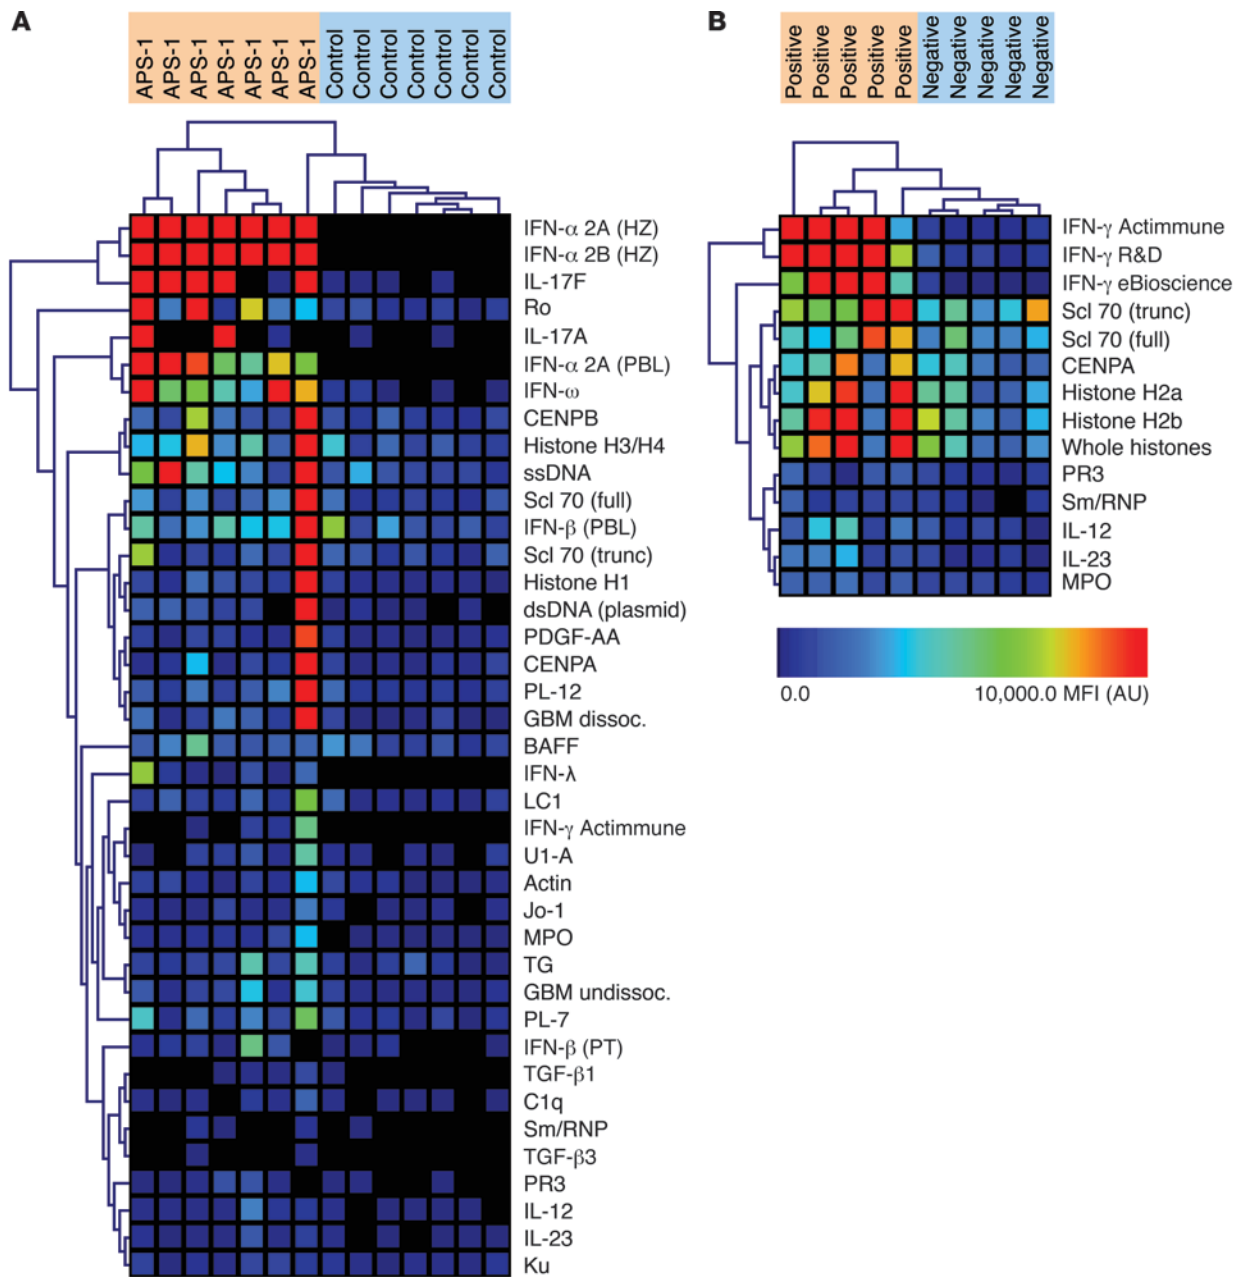 A
APS-1
APS-1
APS-1
APS-1
APS-1
APS-1
APS-1
Control
Control
Control
Control
Control
Control
Control
IFN-α 2A (HZ)
IFN-α 2B (HZ)
IL-17F
Ro
IL-17A
IFN-α 2A (PBL)
IFN-ω
CENPB
Histone H3/H4
ssDNA
Scl 70 (full)
IFN-β (PBL)
Scl 70 (trunc)
Histone H1
dsDNA (plasmid)
PDGF-AA
CENPA
PL-12
GBM dissoc.
BAFF
IFN-λ
LC1
IFN-γ Actimmune
U1-A
Actin
Jo-1
MPO
TG
GBM undissoc.
PL-7
IFN-β (PT)
TGF-β1
C1q
Sm/RNP
TGF-β3
PR3
IL-12
IL-23
Ku
B
Positive
Positive
Positive
Positive
Positive
Negative
Negative
Negative
Negative
Negative
IFN-γ Actimmune
IFN-γ R&D
IFN-γ eBioscience
Scl 70 (trunc)
Scl 70 (full)
CENPA
Histone H2a
Histone H2b
Whole histones
PR3
Sm/RNP
IL-12
IL-23
MPO
0.0 10,000.0 MFI (AU)